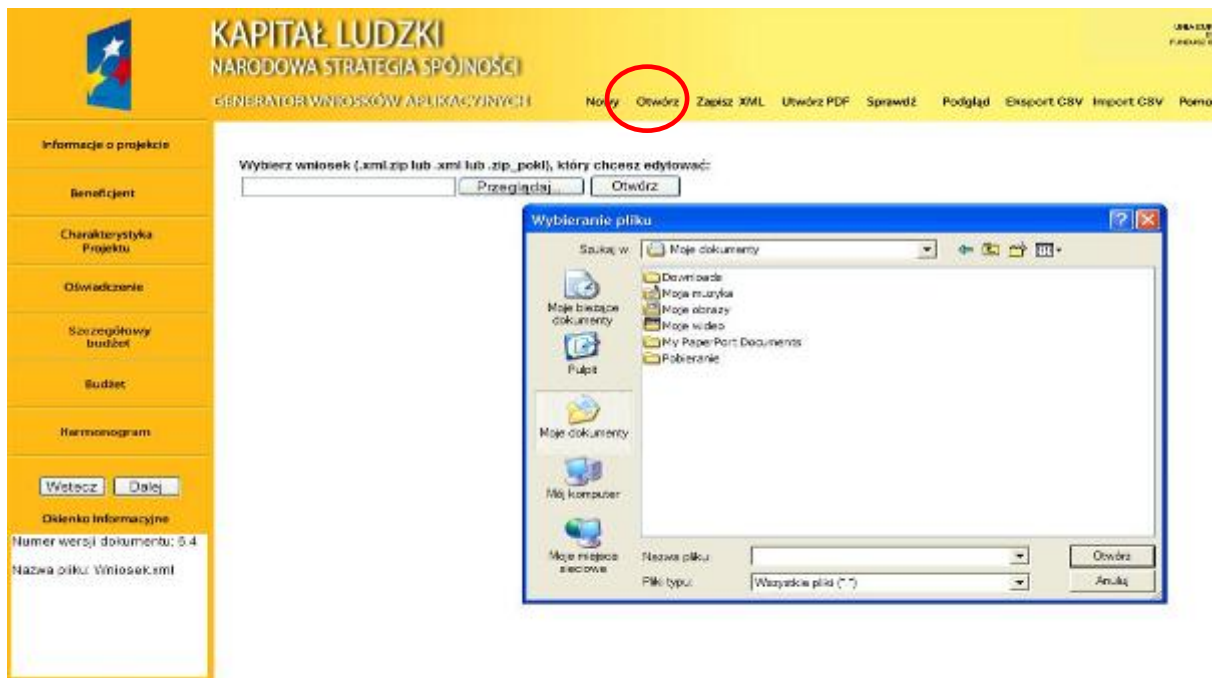 KAPITAŁ LUDZKI
NARODOWA STRATEGIA SPÓJNOŚCI
GENERATOR WNIOSKÓW APLIKACYJNYCH
Nowy Otwórz Zapisz XML Utwórz PDF Sprawdź Podgląd Eksport CSV Import CSV Pomo
Informacje o projekcie
Beneficjent
Charakterystyka
Projektu
Oświadczenie
Szczegółowy
budżet
Budżet
Harmonogram
Wstecz Dalej
Okienko Informacyjne
Numer wersji dokumentu: 6.4
Nazwa pliku: Wniosek.xml
Wybierz wniosek (.xml.zip lub .xml lub .zip_pokl), który chcesz edytować:
Przeglądaj... Otwórz
Wybieranie pliku
Szukaj w: Moje dokumenty
Moje bieżące
dokumenty
Pulpit
Moje dokumenty
Mój komputer
Moje miejsca
sieciowe
Downloads
Moja muzyka
Moje obrazy
Moje wideo
My PaperPort Documents
Pobieranie
Nazwa pliku: Otwórz
Pliki typu: Wszystkie pliki (*.*) Anuluj